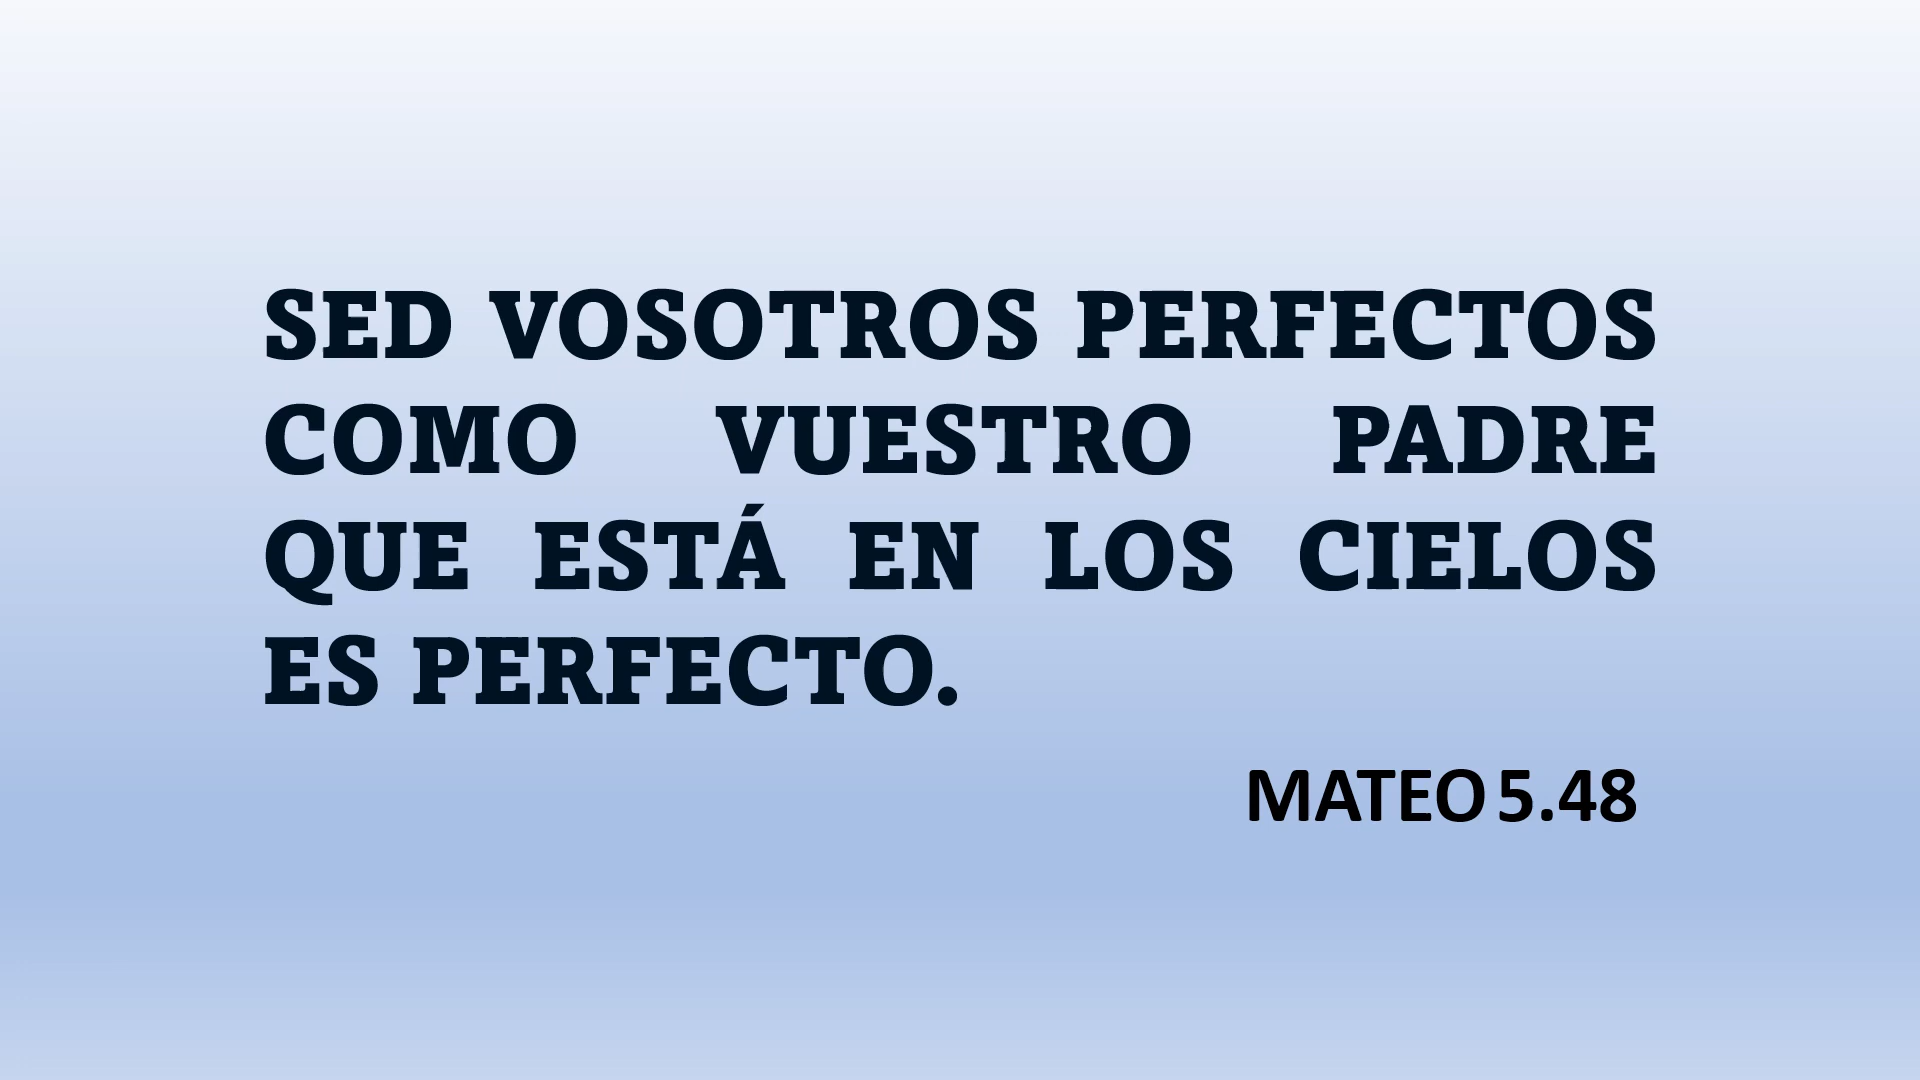 SED VOSOTROS PERFECTOS
COMO VUESTRO PADRE
QUE ESTÁ EN LOS CIELOS
ES PERFECTO.
MATEO 5.48